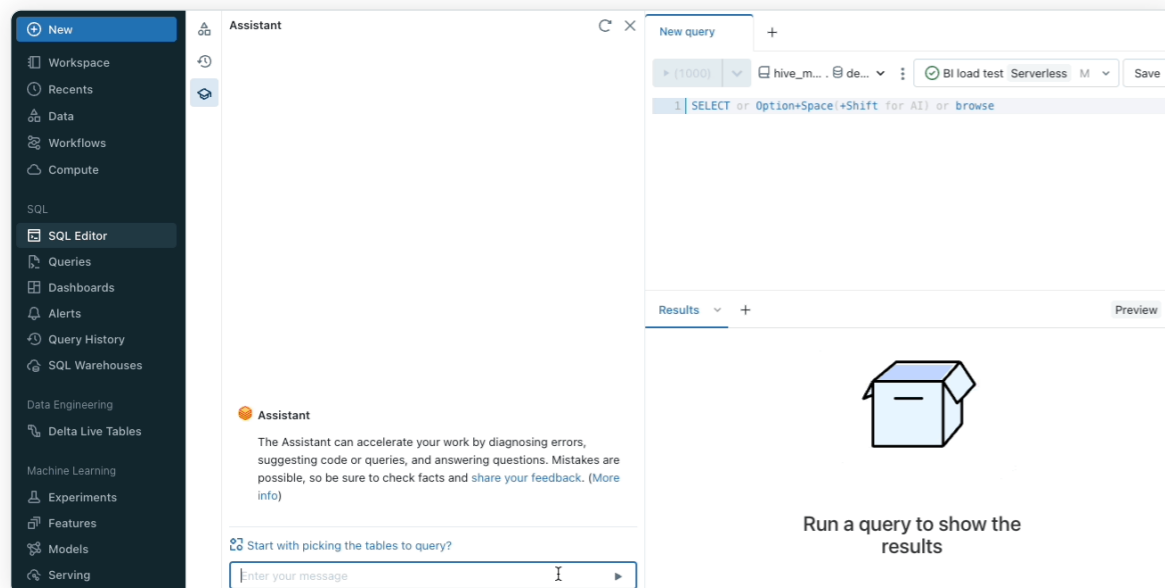 New
Workspace
Recents
Data
Workflows
Compute
SQL
SQL Editor
Queries
Dashboards
Alerts
Query History
SQL Warehouses
Data Engineering
Delta Live Tables
Machine Learning
Experiments
Features
Models
Serving
Assistant
Assistant
The Assistant can accelerate your work by diagnosing errors,
suggesting code or queries, and answering questions. Mistakes are
possible, so be sure to check facts and share your feedback. (More
info)
Start with picking the tables to query?
Enter your message
New query
(1000) hive_m... . de... BI load test Serverless M Save
1 SELECT or Option+Space(+Shift for AI) or browse
Results Preview
Run a query to show the
results